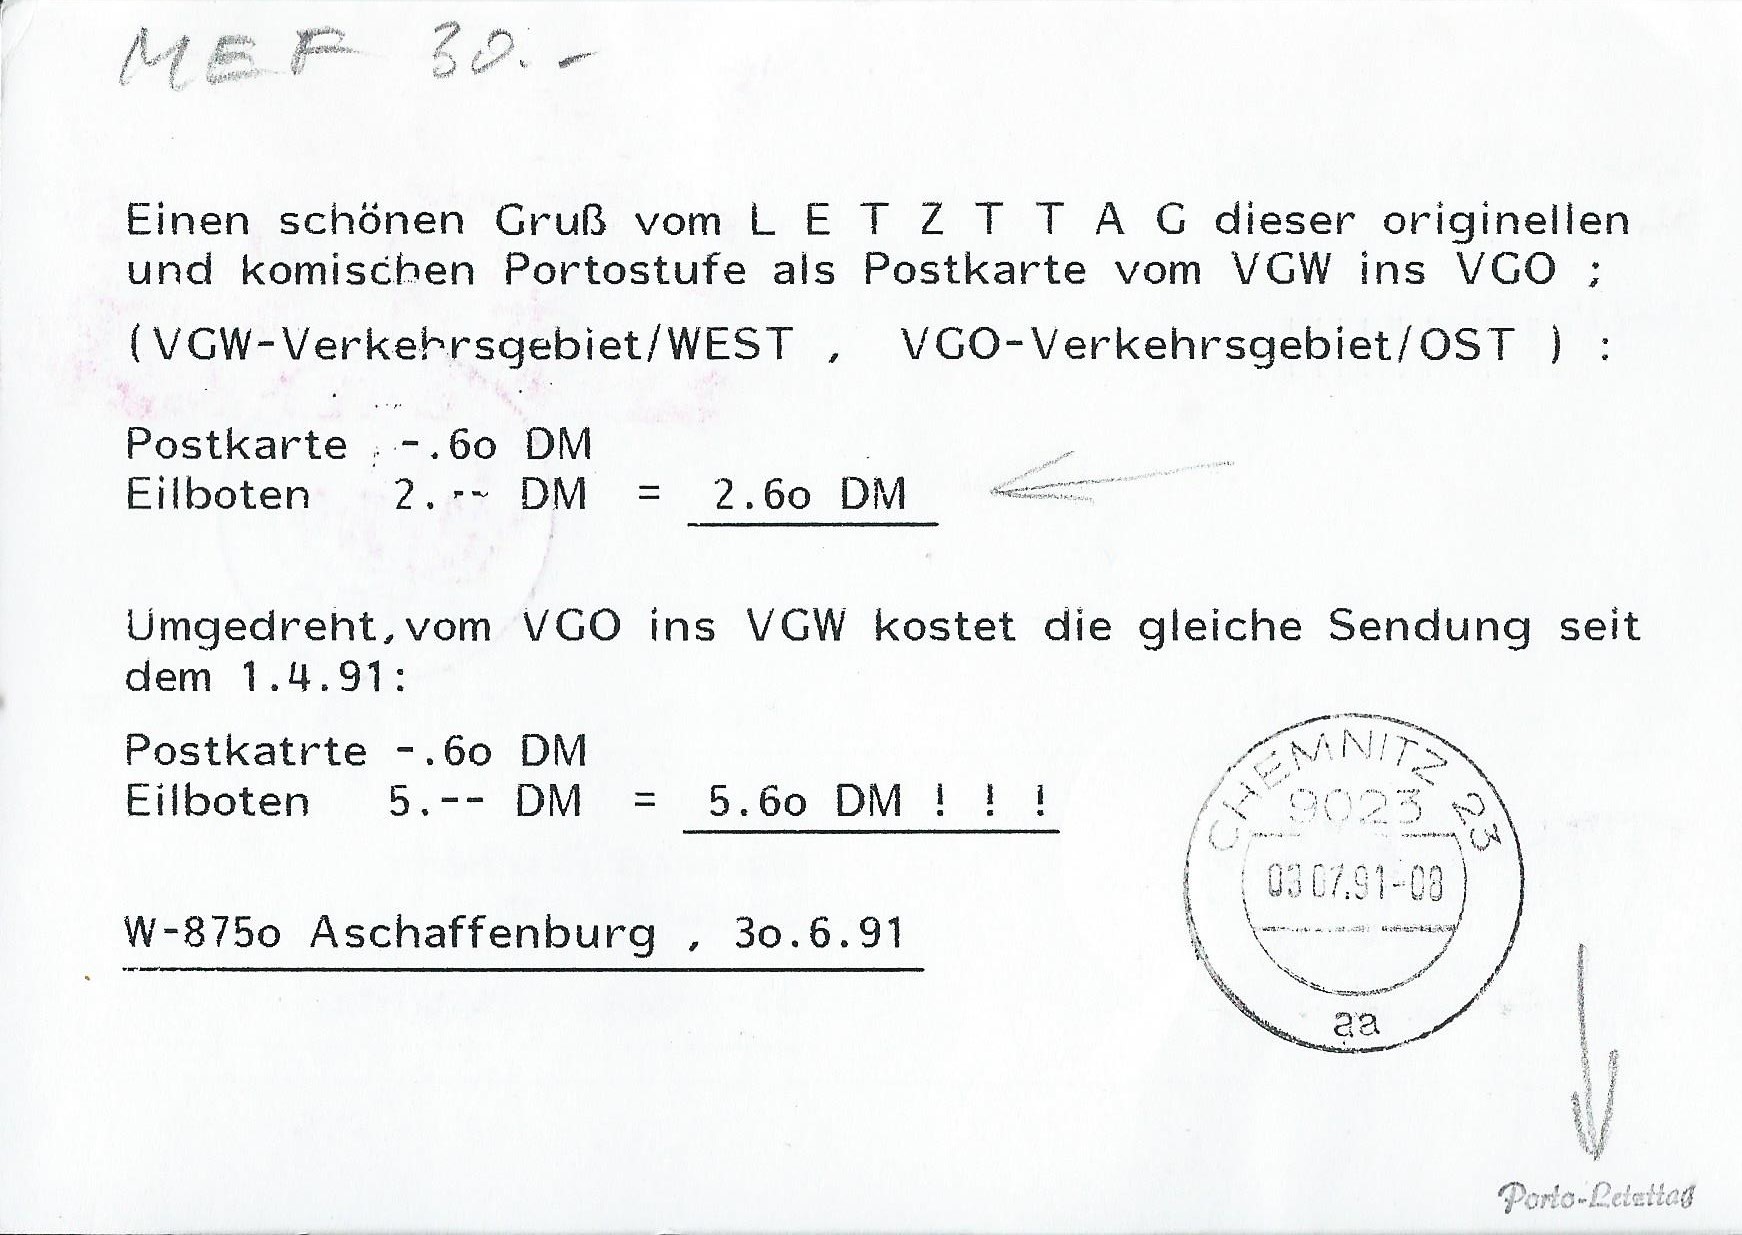 MEF 30.-
Einen schönen Gruß vom L E T Z T T A G dieser originellen
und komischen Portostufe als Postkarte vom VGW ins VGO ;
(VGW-Verkehrsgebiet/WEST , VGO-Verkehrsgebiet/OST ) :
Postkarte -.6o DM
Eilboten 2.-- DM = 2.6o DM
Umgedreht,vom VGO ins VGW kostet die gleiche Sendung seit
dem 1.4.91:
Postkatrte -.6o DM
Eilboten 5.-- DM = 5.6o DM ! ! !
CHEMNITZ 23
9023
03.07.91-08
aa
W-875o Aschaffenburg , 3o.6.91
Porto-Letzttag